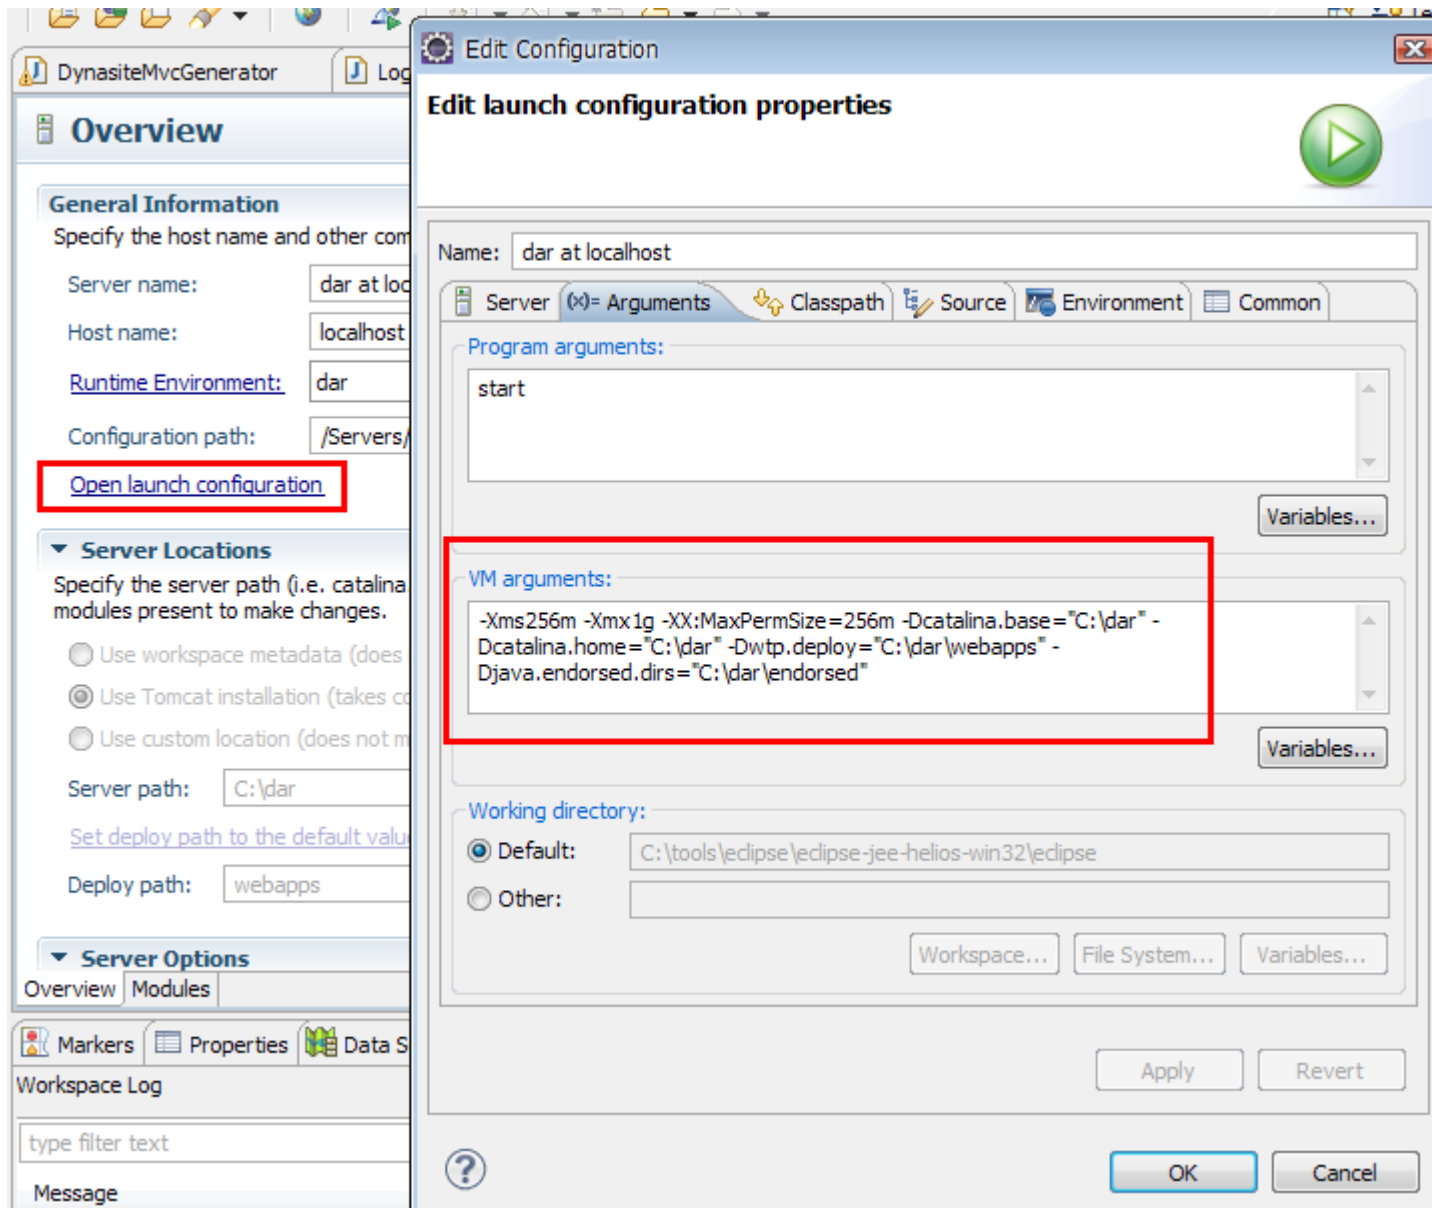 DynasiteMvcGenerator
Log
Overview
General Information
Specify the host name and other com
Server name:
dar at loc
Host name:
localhost
Runtime Environment:
dar
Configuration path:
/Servers/
Open launch configuration
Server Locations
Specify the server path (i.e. catalina.
modules present to make changes.
Use workspace metadata (does
Use Tomcat installation (takes co
Use custom location (does not m
Server path:
C:\dar
Set deploy path to the default valu
Deploy path:
webapps
Server Options
Overview
Modules
Markers
Properties
Data S
Workspace Log
type filter text
Message
Edit Configuration
Edit launch configuration properties
Name:
dar at localhost
Server
(x)= Arguments
Classpath
Source
Environment
Common
Program arguments:
start
Variables...
VM arguments:
-Xms256m -Xmx1g -XX:MaxPermSize=256m -Dcatalina.base="C:\dar" -
Dcatalina.home="C:\dar" -Dwtp.deploy="C:\dar\webapps" -
Djava.endorsed.dirs="C:\dar\endorsed"
Variables...
Working directory:
Default:
C:\tools\eclipse\eclipse-jee-helios-win32\eclipse
Other:
Workspace...
File System...
Variables...
Apply
Revert
OK
Cancel